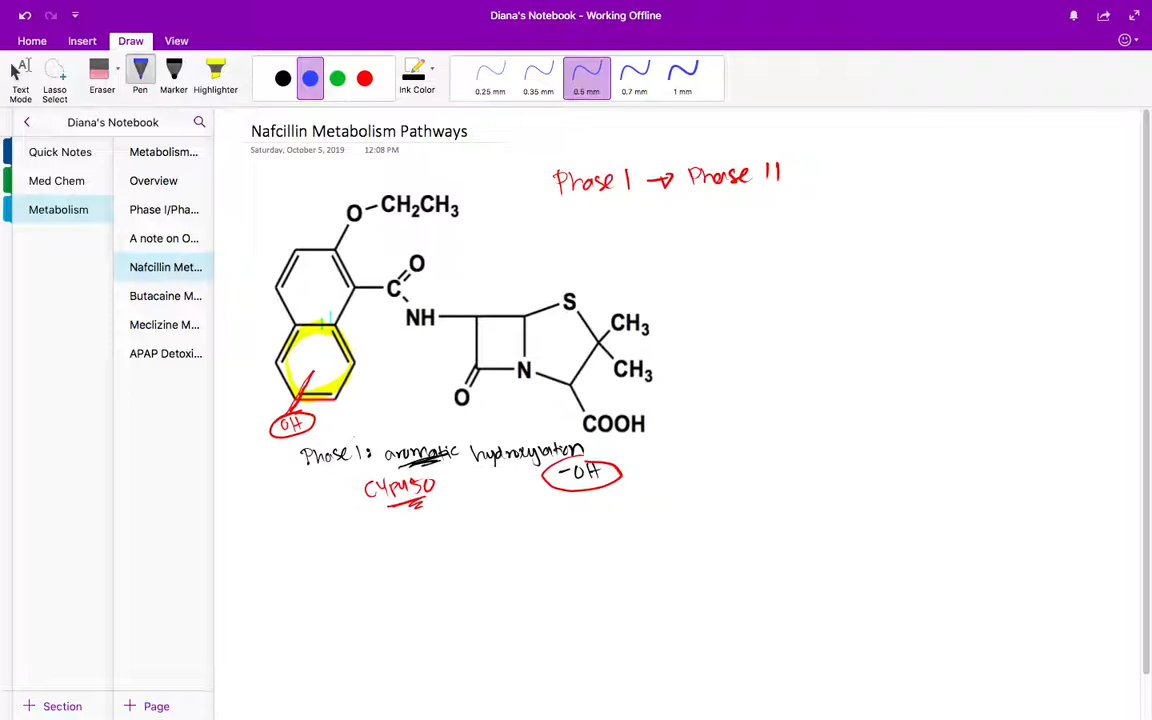 Diana's Notebook - Working Offline
Home Insert Draw View
Text Mode
Lasso Select
Eraser
Pen
Marker
Highlighter
Ink Color
0.25 mm
0.35 mm
0.5 mm
0.7 mm
1 mm
Diana's Notebook
Quick Notes
Med Chem
Metabolism
Metabolism...
Overview
Phase I/Pha...
A note on O...
Nafcillin Met...
Butacaine M...
Meclizine M...
APAP Detoxi...
+ Section
+ Page
Nafcillin Metabolism Pathways
Saturday, October 5, 2019 12:08 PM
Phase I → Phase II
O CH₂CH₃
O
C
NH
S
CH₃
CH₃
N
O
COOH
OH
Phase I: aromatic hydroxylation
-OH
CYP450